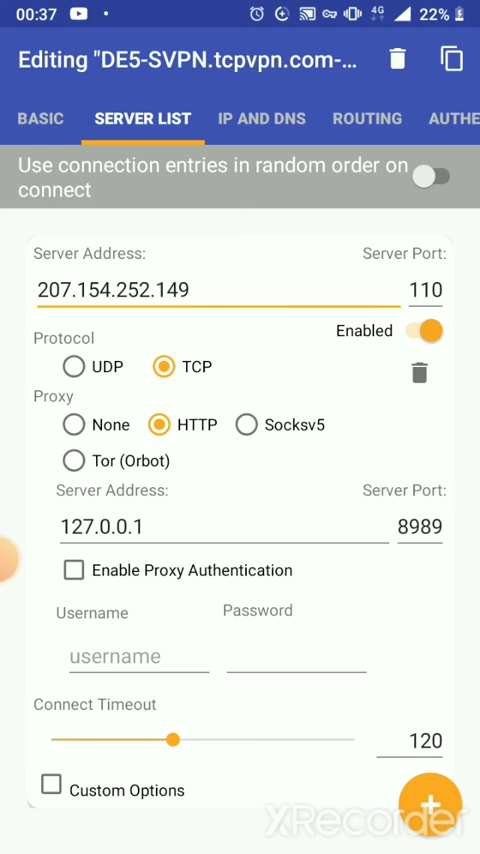 00:37
4G
22%
Editing "DE5-SVPN.tcpvpn.com-...
BASIC
SERVER LIST
IP AND DNS
ROUTING
AUTHE
Use connection entries in random order on
connect
Server Address:
Server Port:
207.154.252.149
110
Enabled
Protocol
UDP
TCP
Proxy
None
HTTP
Socksv5
Tor (Orbot)
Server Address:
Server Port:
127.0.0.1
8989
Enable Proxy Authentication
Username
Password
username
Connect Timeout
120
Custom Options
XRecorder